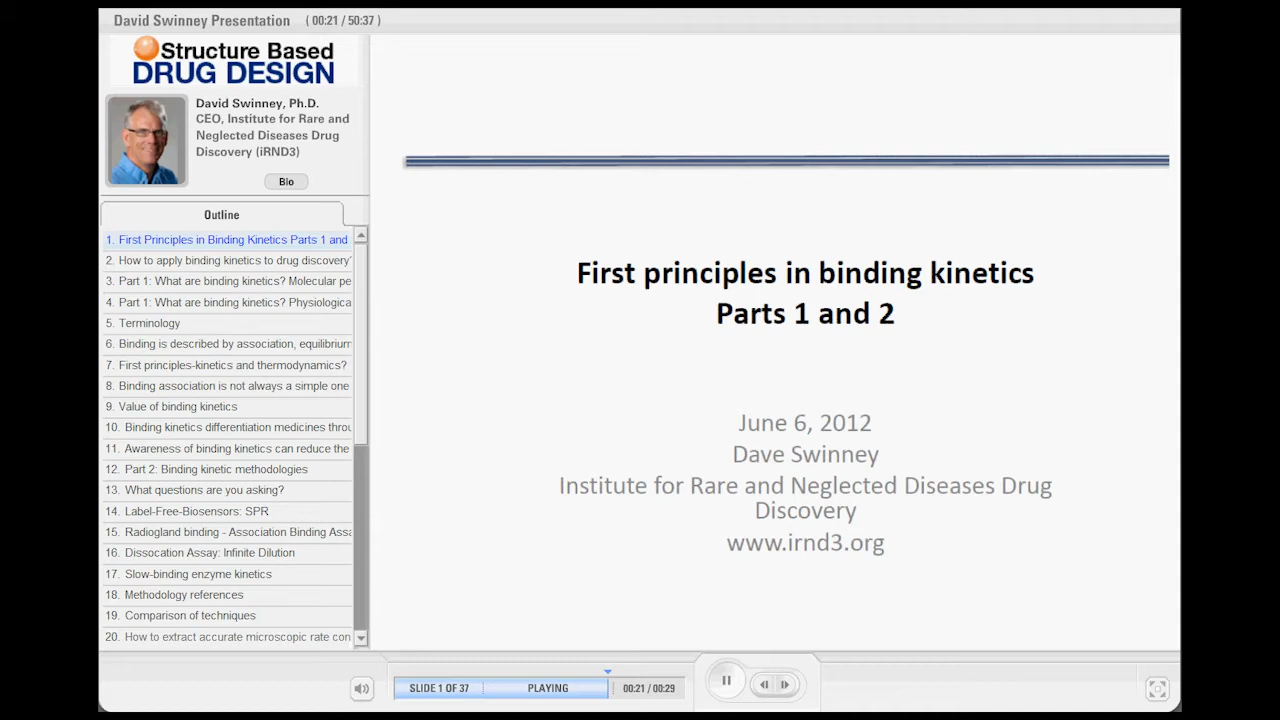 David Swinney Presentation ( 00:21 / 50:37 )
Structure Based
DRUG DESIGN
David Swinney, Ph.D.
CEO, Institute for Rare and
Neglected Diseases Drug
Discovery (iRND3)
Bio
Outline
1. First Principles in Binding Kinetics Parts 1 and
2. How to apply binding kinetics to drug discovery?
3. Part 1: What are binding kinetics? Molecular pe
4. Part 1: What are binding kinetics? Physiologica
5. Terminology
6. Binding is described by association, equilibrium
7. First principles-kinetics and thermodynamics?
8. Binding association is not always a simple one
9. Value of binding kinetics
10. Binding kinetics differentiation medicines throu
11. Awareness of binding kinetics can reduce the
12. Part 2: Binding kinetic methodologies
13. What questions are you asking?
14. Label-Free-Biosensors: SPR
15. Radiogland binding - Association Binding Assa
16. Dissocation Assay: Infinite Dilution
17. Slow-binding enzyme kinetics
18. Methodology references
19. Comparison of techniques
20. How to extract accurate microscopic rate con
First principles in binding kinetics
Parts 1 and 2
June 6, 2012
Dave Swinney
Institute for Rare and Neglected Diseases Drug
Discovery
www.irnd3.org
SLIDE 1 OF 37 PLAYING 00:21 / 00:29